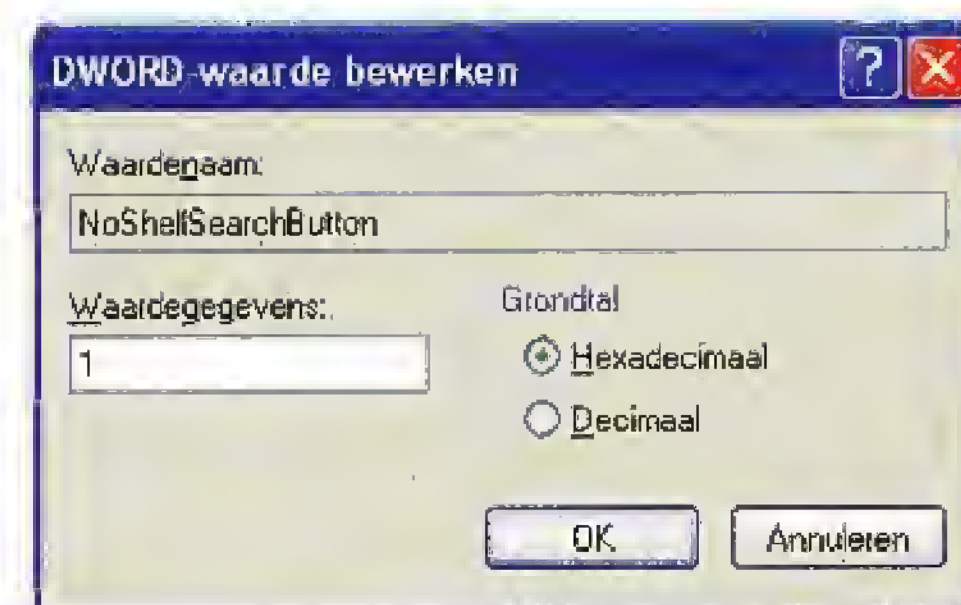 DWORD-waarde bewerken
Waardenaam:
NoShellSearchButton
Waardegegevens:
Grondtal
1
Hexadecimaal
Decimaal
OK
Annuleren